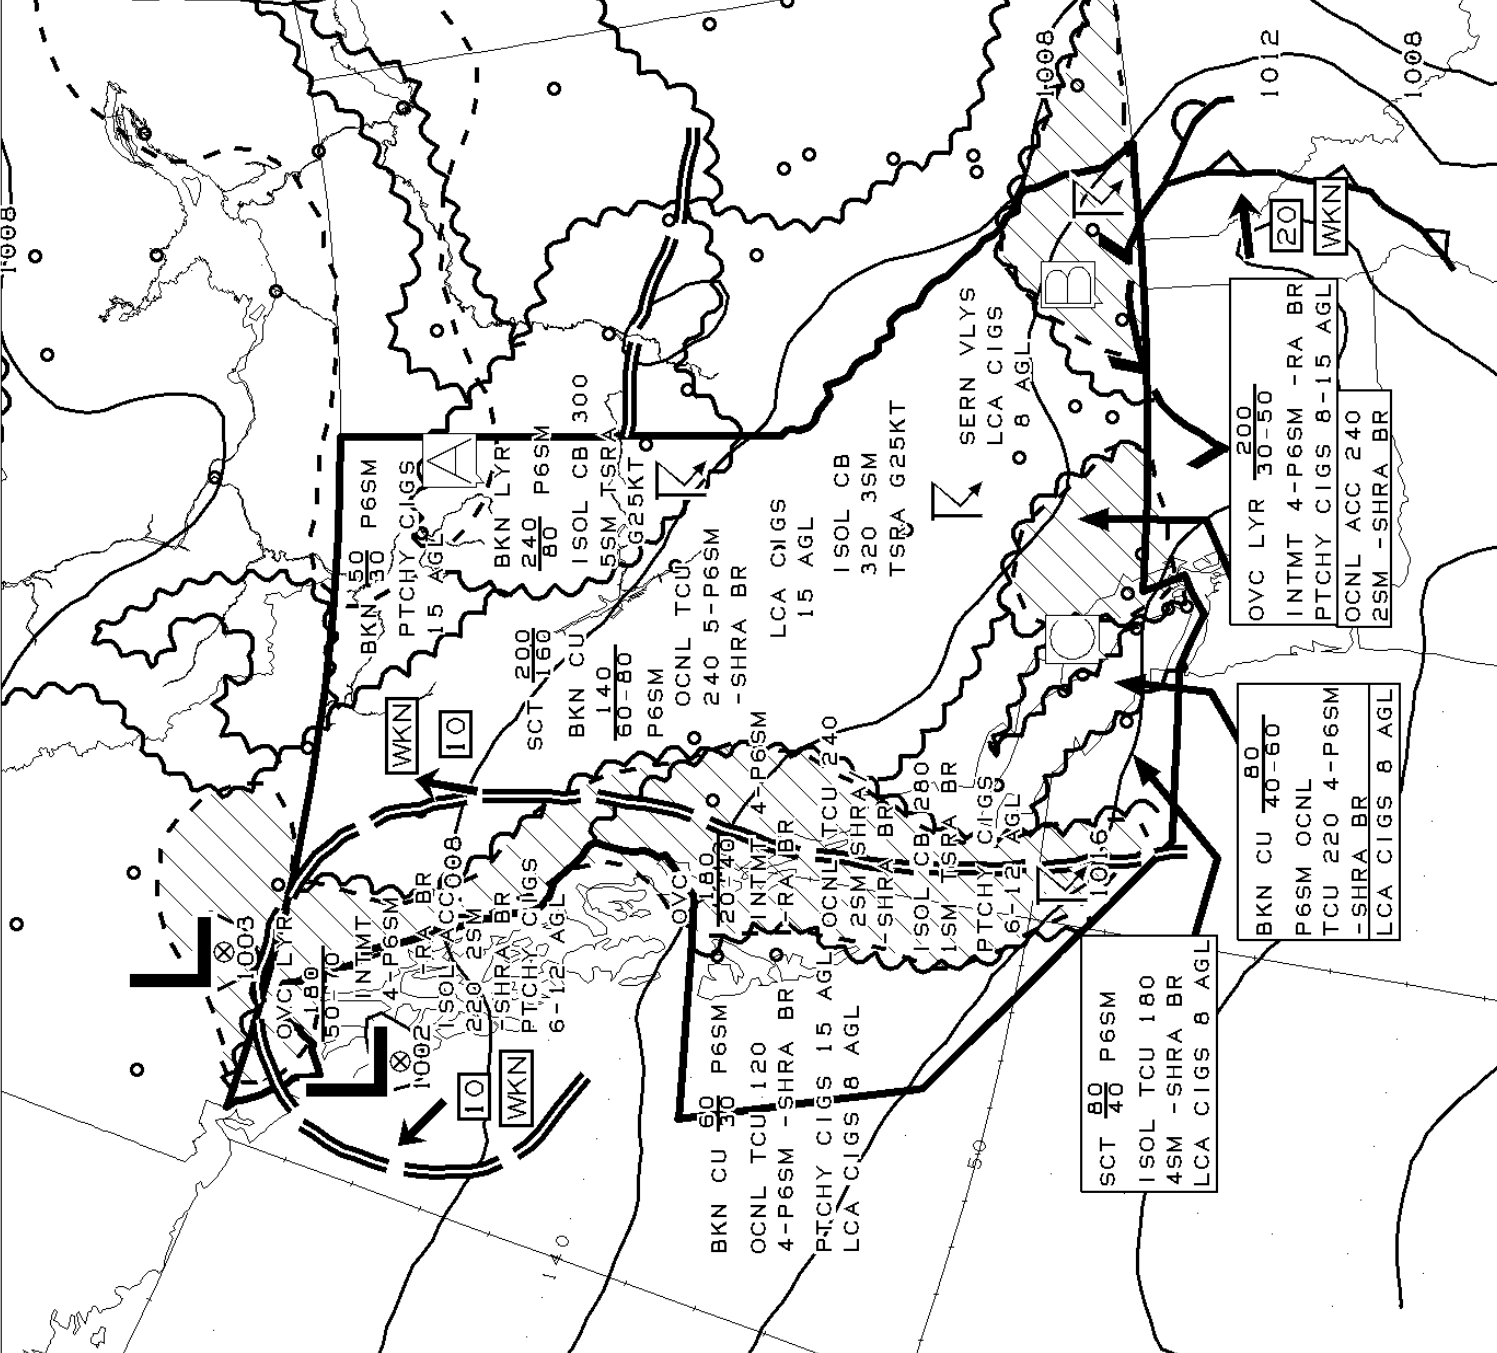 1008
1008
1012
1008
20
WKN
B
SERN VLYS
LCA CIGS
8 AGL
BKN 50/30 P6SM
PTCHY CIGS
15 AGL
A
BKN LYR
240/80 P6SM
ISOL CB 300
5SM TSRA
G25KT
OVC LYR 200/30-50
INTMT 4-P6SM -RA BR
PTCHY CIGS 8-15 AGL
OCNL ACC 240
2SM -SHRA BR
ISOL CB
320 3SM
TSRA G25KT
LCA CIGS
15 AGL
SCT 200/160
BKN CU
140/60-80
P6SM
OCNL TCU
240 5-P6SM
-SHRA BR
WKN
10
C
BKN CU 80/40-60
P6SM OCNL
TCU 220 4-P6SM
-SHRA BR
LCA CIGS 8 AGL
1003
OVC LYR
180/50-70
INTMT
4-P6SM
-RA BR
ISOL ACC
220 2SM
-SHRA BR
PTCHY CIGS
6-12 AGL
008
OVC 180/20-40
INTMT 4-P6SM
-RA BR
OCNL TCU 240
2SM SHRA
-SHRA BR
ISOL CB 280
1SM TSRA BR
PTCHY CIGS
6-12 AGL
1016
1002
10
WKN
BKN CU 60/30 P6SM
OCNL TCU 120
4-P6SM -SHRA BR
PTCHY CIGS 15 AGL
LCA CIGS 8 AGL
SCT 80/40 P6SM
ISOL TCU 180
4SM -SHRA BR
LCA CIGS 8 AGL
50
140